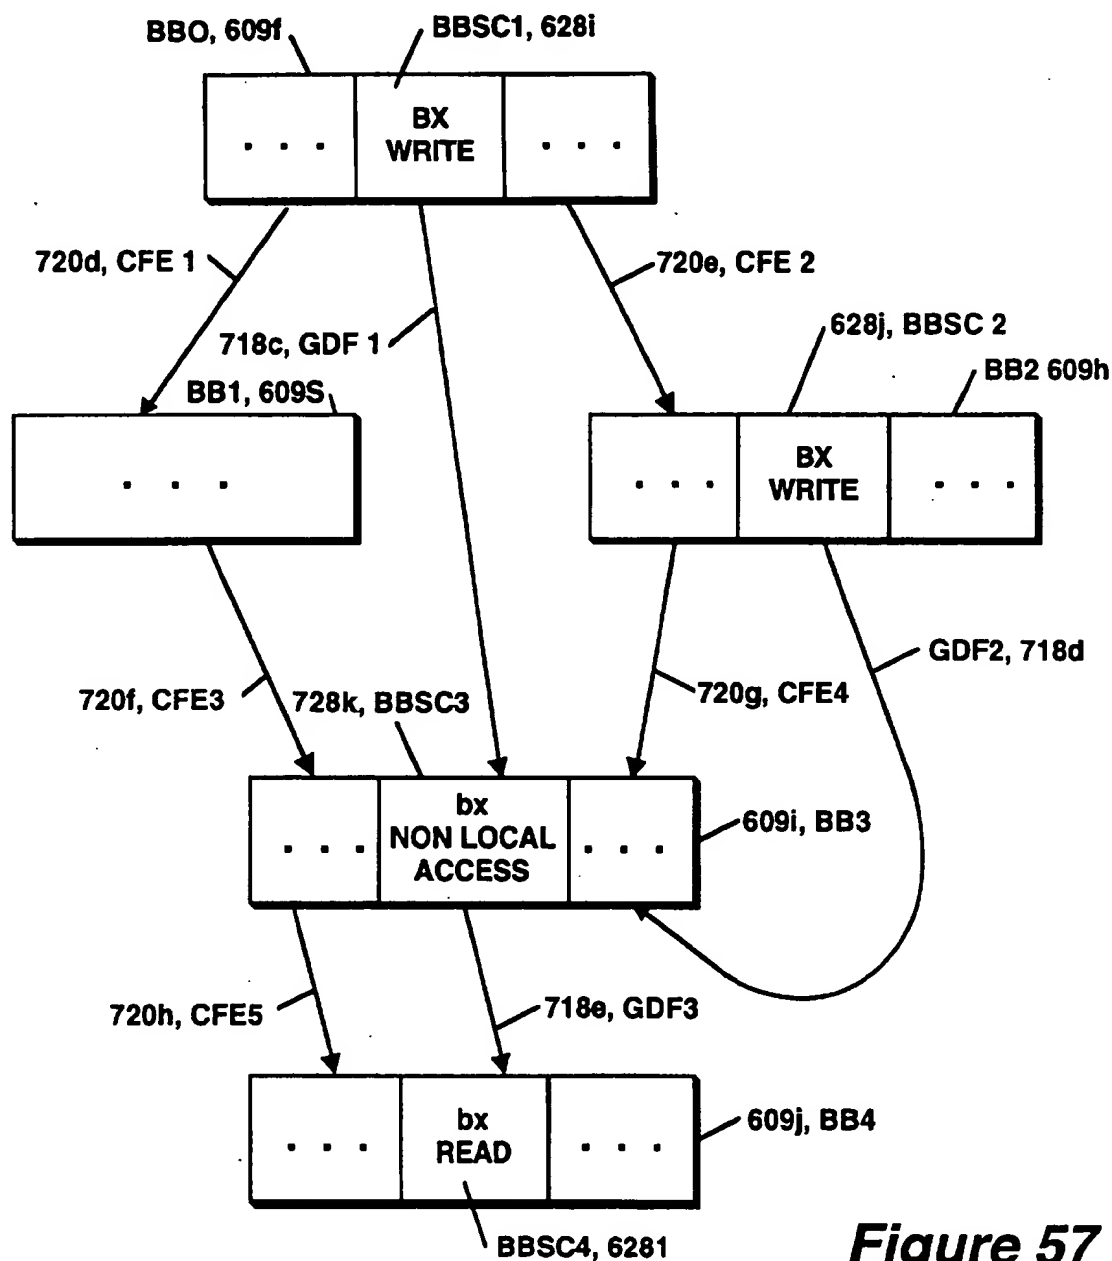 BBO, 609f
BBSC1, 628i
. . .
BX
WRITE
. . .
720d, CFE 1
720e, CFE 2
718c, GDF 1
628j, BBSC 2
BB1, 609S
BB2 609h
. . .
. . .
BX
WRITE
. . .
GDF2, 718d
720f, CFE3
728k, BBSC3
720g, CFE4
. . .
bx
NON LOCAL
ACCESS
. . .
609i, BB3
720h, CFE5
718e, GDF3
. . .
bx
READ
. . .
609j, BB4
BBSC4, 6281
Figure 57